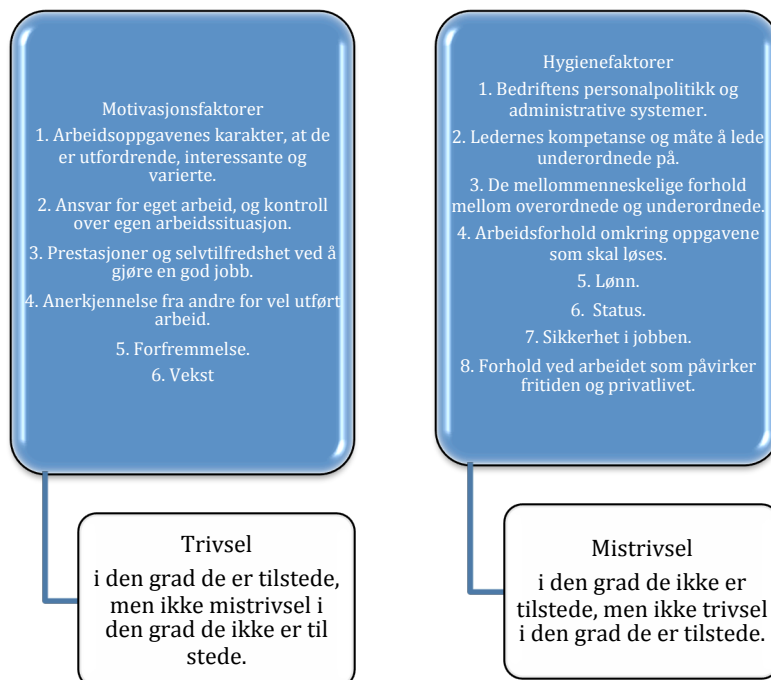 Motivasjonsfaktorer
1. Arbeidsoppgavenes karakter, at de
er utfordrende, interessante og
varierte.
2. Ansvar for eget arbeid, og kontroll
over egen arbeidssituasjon.
3. Prestasjoner og selvtilfredshet ved å
gjøre en god jobb.
4. Anerkjennelse fra andre for vel utført
arbeid.
5. Forfremmelse.
6. Vekst
Trivsel
i den grad de er tilstede,
men ikke mistrivsel i
den grad de ikke er til
stede.
Hygienefaktorer
1. Bedriftens personalpolitikk og
administrative systemer.
2. Ledernes kompetanse og måte å lede
underordnede på.
3. De mellommenneskelige forhold
mellom overordnede og underordnede.
4. Arbeidsforhold omkring oppgavene
som skal løses.
5. Lønn.
6. Status.
7. Sikkerhet i jobben.
8. Forhold ved arbeidet som påvirker
fritiden og privatlivet.
Mistrivsel
i den grad de ikke er
tilstede, men ikke trivsel
i den grad de er tilstede.